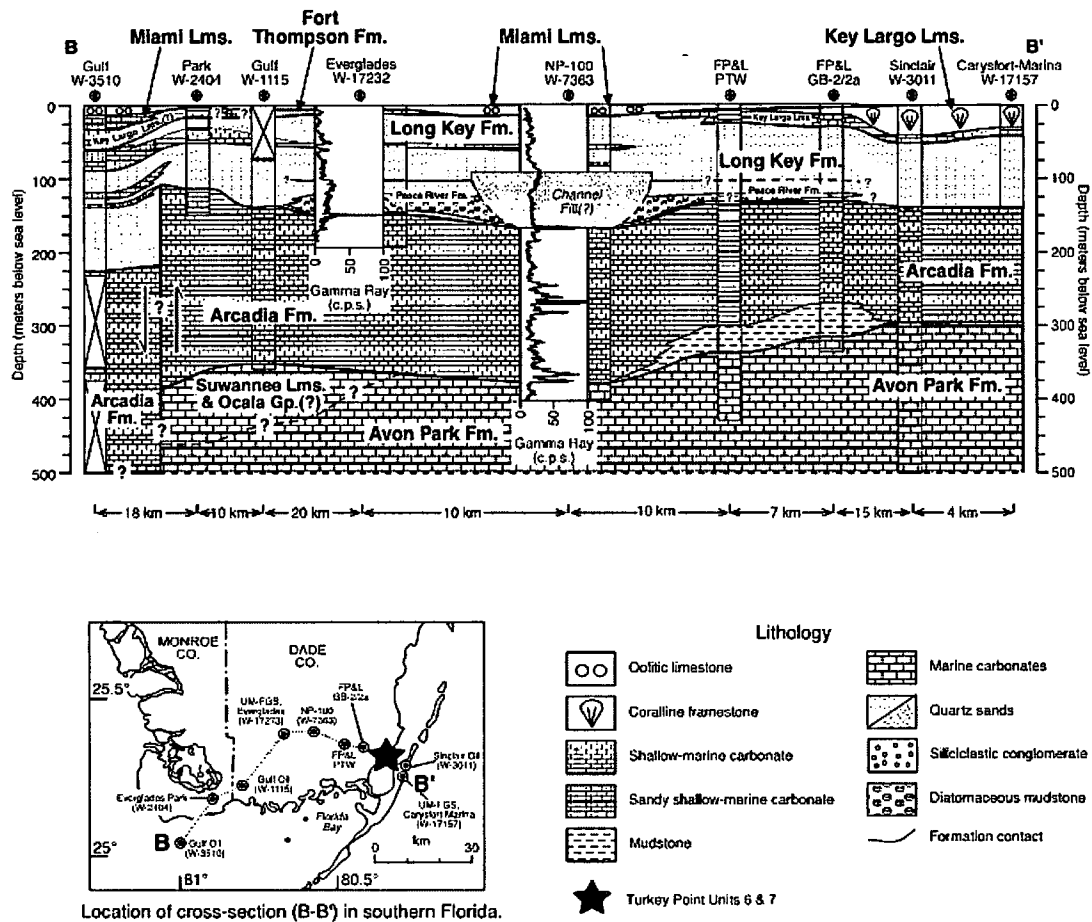 B
Miami Lms.
Fort
Thompson Fm.
Miami Lms.
Key Largo Lms.
B'
Gulf
W-3510
Park
W-2404
Gulf
W-1115
Everglades
W-17232
NP-100
W-7363
FP&L
PTW
FP&L
GB-2/2a
Sinclair
W-3011
Carysfort-Marina
W-17157
0
100
200
300
400
500
Depth (meters below sea level)
0
100
200
300
400
500
Depth (meters below sea level)
Key Largo Lms (?)
? ?
Long Key Fm.
Key Largo Lms
Long Key Fm.
?
Peace River Fm.
Channel
Fill(?)
?
?
Peace River Fm.
?
0
50
100
Gamma Ray
(c.p.s.)
?
?
Arcadia Fm.
Arcadia Fm.
Suwannee Lms.
& Ocala Gp.(?)
Arcadia
Fm.
?
?
?
?
Avon Park Fm.
Avon Park Fm.
0
50
100
Gamma Ray
(c.p.s.)
18 km
10 km
20 km
10 km
10 km
7 km
15 km
4 km
MONROE
CO.
DADE
CO.
25.5°
25°
81°
80.5°
UM-FGS,
Everglades
(W-17273)
NP-100
(W-7363)
FP&L
GB-2/2a
FP&L
PTW
Sinclair Oil
(W-3011)
B'
UM-FGS,
Carysfort Marina
(W-17157)
Gulf Oil
(W-1115)
Everglades Park
(W-2404)
B
Gulf Oil
(W-3510)
Florida
Bay
km
0
30
Location of cross-section (B-B') in southern Florida.
Lithology
Oolitic limestone
Coralline framestone
Shallow-marine carbonate
Sandy shallow-marine carbonate
Mudstone
Marine carbonates
Quartz sands
Siliciclastic conglomerate
Diatomaceous mudstone
Formation contact
Turkey Point Units 6 & 7